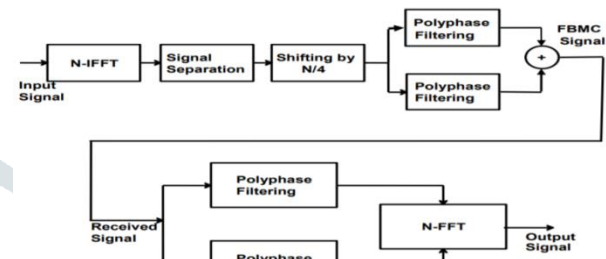 Polyphase
Filtering
FBMC
Signal
N-IFFT
Signal
Separation
Shifting by
N/4
+
Input
Signal
Polyphase
Filtering
Polyphase
Filtering
Received
Signal
N-FFT
Output
Signal
Polyphase